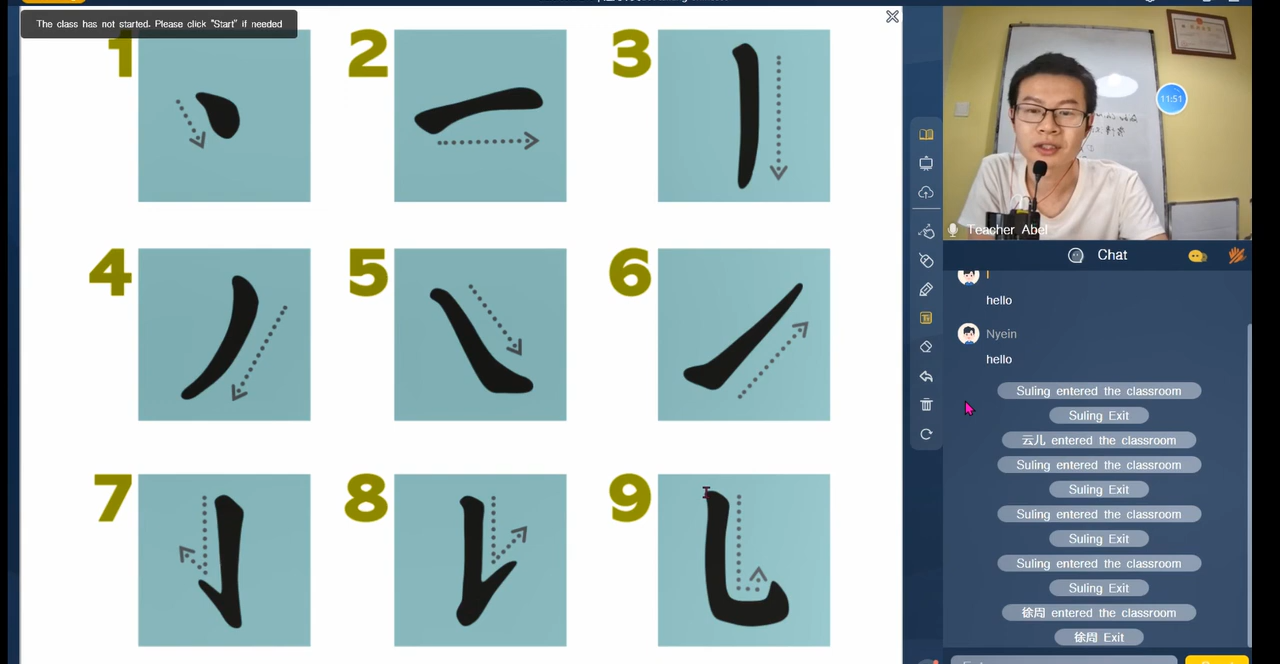 The class has not started. Please click "Start" if needed
1
2
3
4
5
6
7
8
9
11:51
Teacher Abel
Chat
hello
Nyein
hello
Suling entered the classroom
Suling Exit
云儿 entered the classroom
Suling entered the classroom
Suling Exit
Suling entered the classroom
Suling Exit
Suling entered the classroom
Suling Exit
徐周 entered the classroom
徐周 Exit